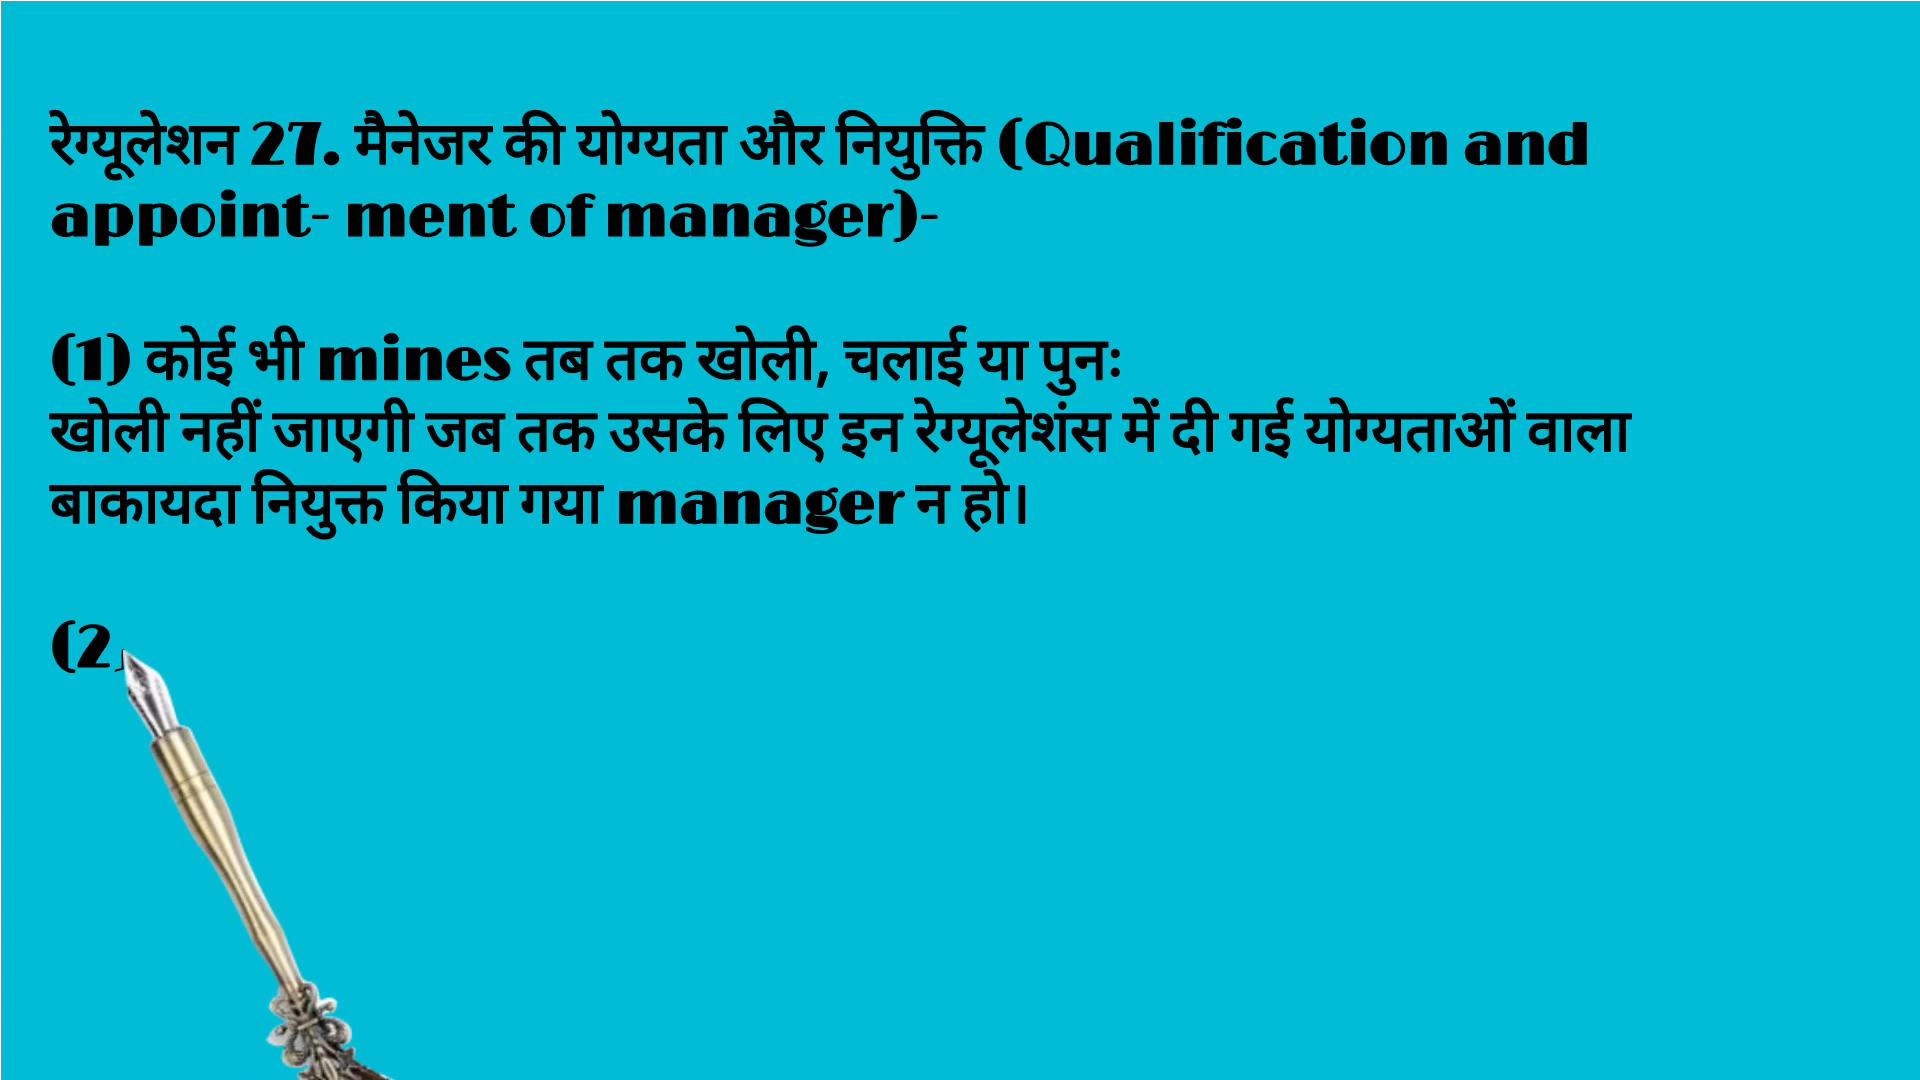 रेग्यूलेशन 27. मैनेजर की योग्यता और नियुक्ति (Qualification and
appoint- ment of manager)-
(1) कोई भी mines तब तक खोली, चलाई या पुनः
खोली नहीं जाएगी जब तक उसके लिए इन रेग्यूलेशंस में दी गई योग्यताओं वाला
बाकायदा नियुक्त किया गया manager न हो।
(2